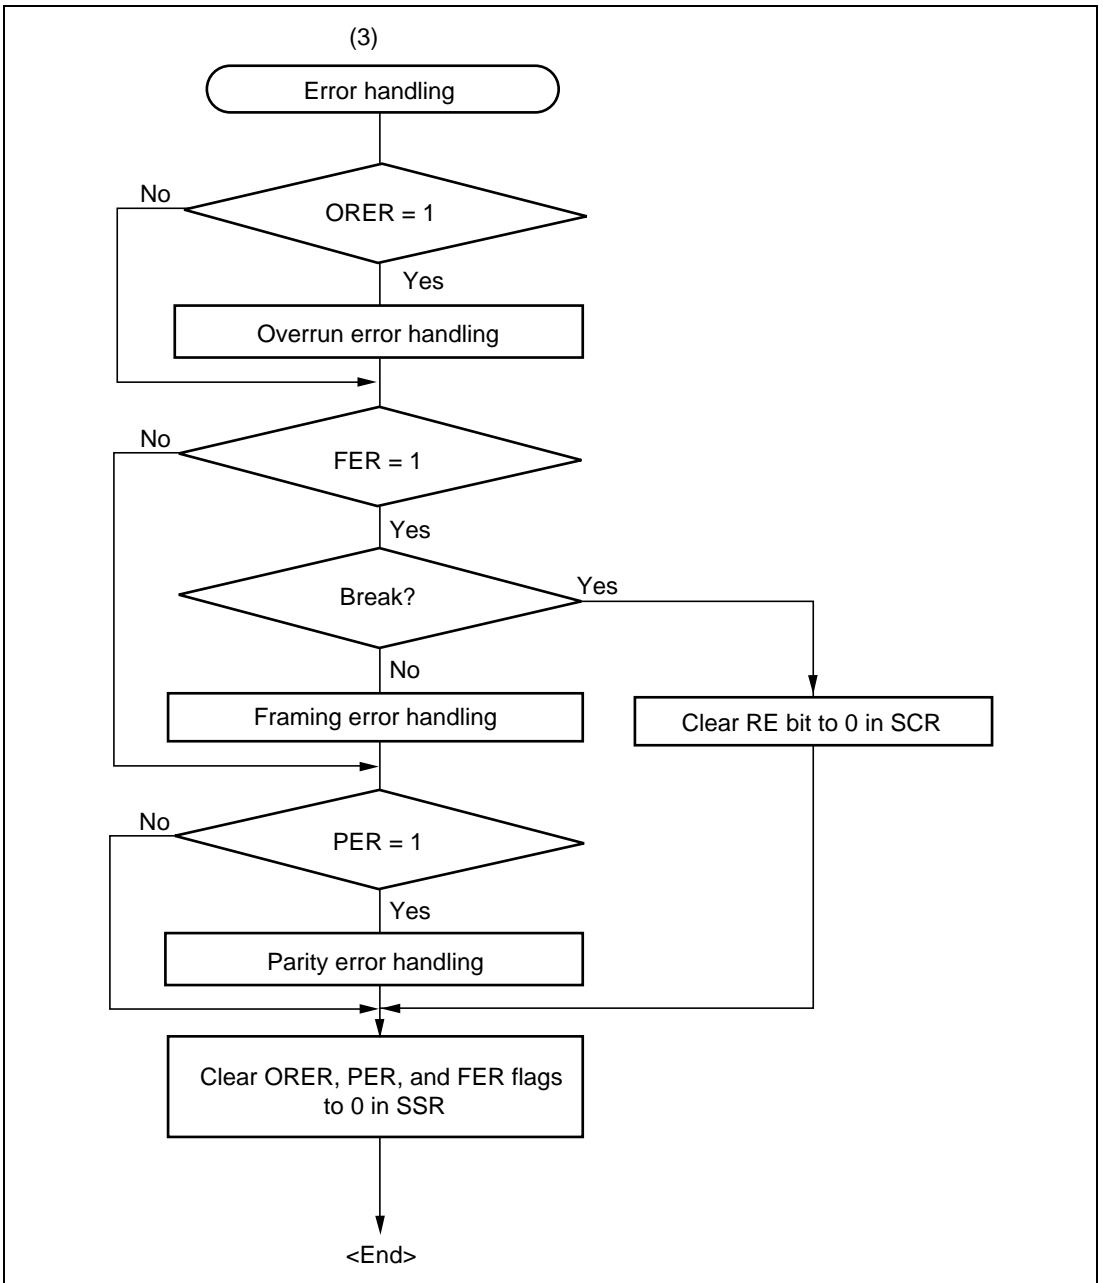 (3)
Error handling
No
ORER = 1
Yes
Overrun error handling
No
FER = 1
Yes
Break?
Yes
No
Framing error handling
Clear RE bit to 0 in SCR
No
PER = 1
Yes
Parity error handling
Clear ORER, PER, and FER flags
to 0 in SSR
<End>